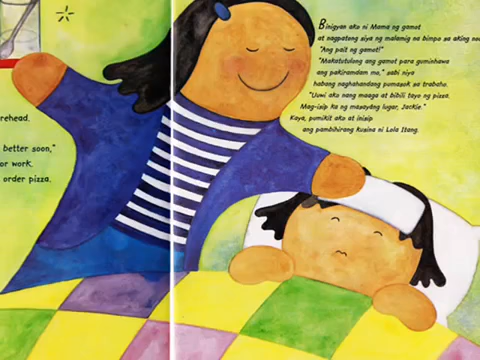 orehead.
better soon,"
or work.
order pizza.
Binigyan ako ni Mama ng gamot
at nagpatong siya ng malamig na bimpo sa aking noo
"Ang pait ng gamot!"
"Makatutulong ang gamot para guminhawa
ang pakiramdam mo," sabi niya
habang naghahandang pumasok sa trabaho.
"Uuwi ako nang maaga at bibili tayo ng pizza.
Mag-isip ka ng masayang lugar, Jackie."
Kaya, pumikit ako at inisip
ang pambihirang kusina ni Lola Itang.